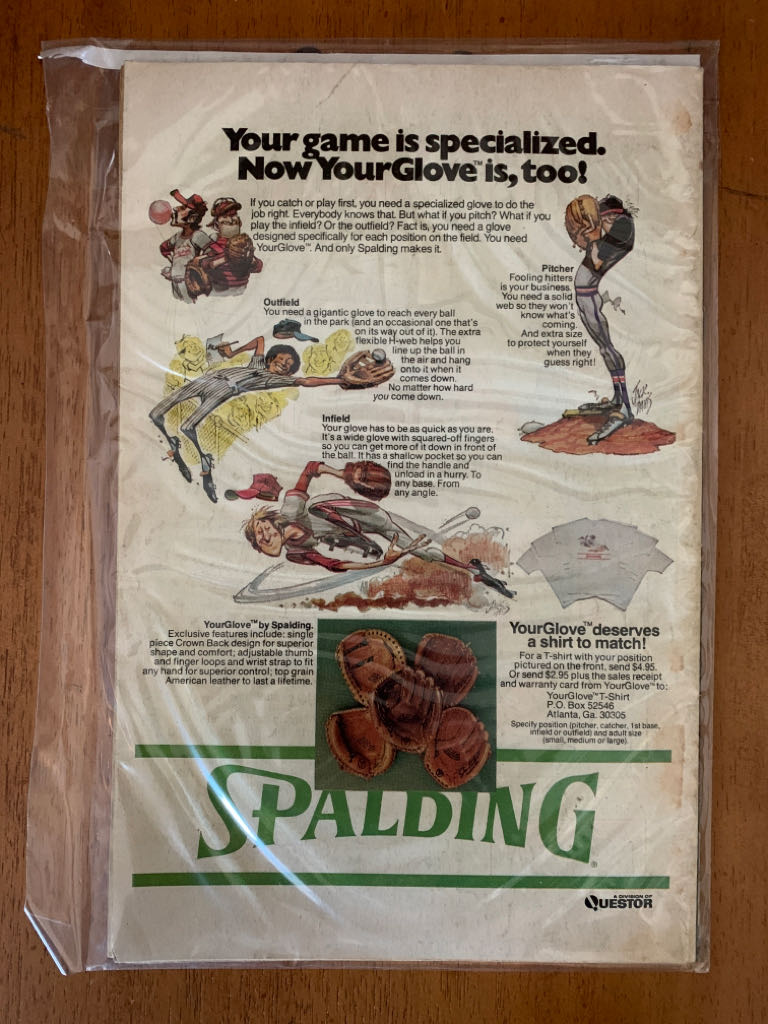 Your game is specialized.
Now YourGlove™ is, too!
If you catch or play first, you need a specialized glove to do the
job right. Everybody knows that. But what if you pitch? What if you
play the infield? Or the outfield? Fact is, you need a glove
designed specifically for each position on the field. You need
YourGlove™. And only Spalding makes it.
Pitcher
Fooling hitters
is your business.
You need a solid
web so they won't
know what's
coming.
And extra size
to protect yourself
when they
guess right!
Outfield
You need a gigantic glove to reach every ball
in the park (and an occasional one that's
on its way out of it). The extra
flexible H-web helps you
line up the ball in
the air and hang
onto it when it
comes down.
No matter how hard
you come down.
Infield
Your glove has to be as quick as you are.
It's a wide glove with squared-off fingers
so you can get more of it down in front of
the ball. It has a shallow pocket so you can
find the handle and
unload in a hurry. To
any base. From
any angle.
YourGlove™ by Spalding.
Exclusive features include: single
piece Crown Back design for superior
shape and comfort; adjustable thumb
and finger loops and wrist strap to fit
any hand for superior control; top grain
American leather to last a lifetime.
YourGlove™ deserves
a shirt to match!
For a T-shirt with your position
pictured on the front, send $4.95.
Or send $2.95 plus the sales receipt
and warranty card from YourGlove™ to:
YourGlove™ T-Shirt
P.O. Box 52546
Atlanta, Ga. 30305
Specify position (pitcher, catcher, 1st base,
infield or outfield) and adult size
(small, medium or large).
SPALDING®
A DIVISION OF
QUESTOR